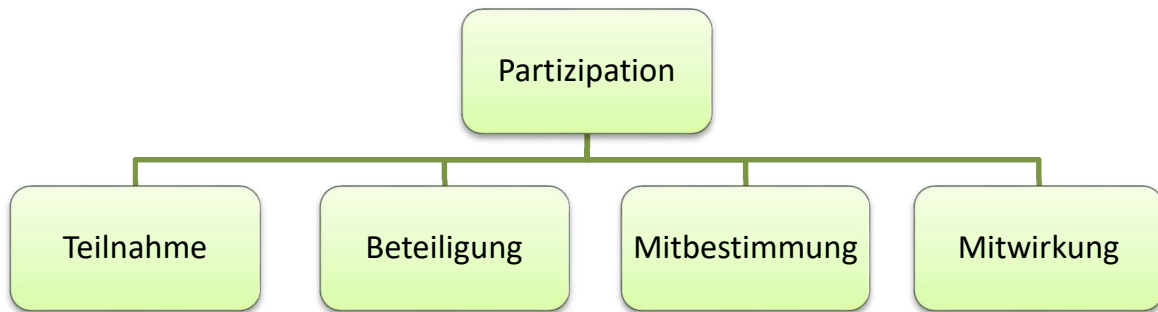 Partizipation
Teilnahme
Beteiligung
Mitbestimmung
Mitwirkung